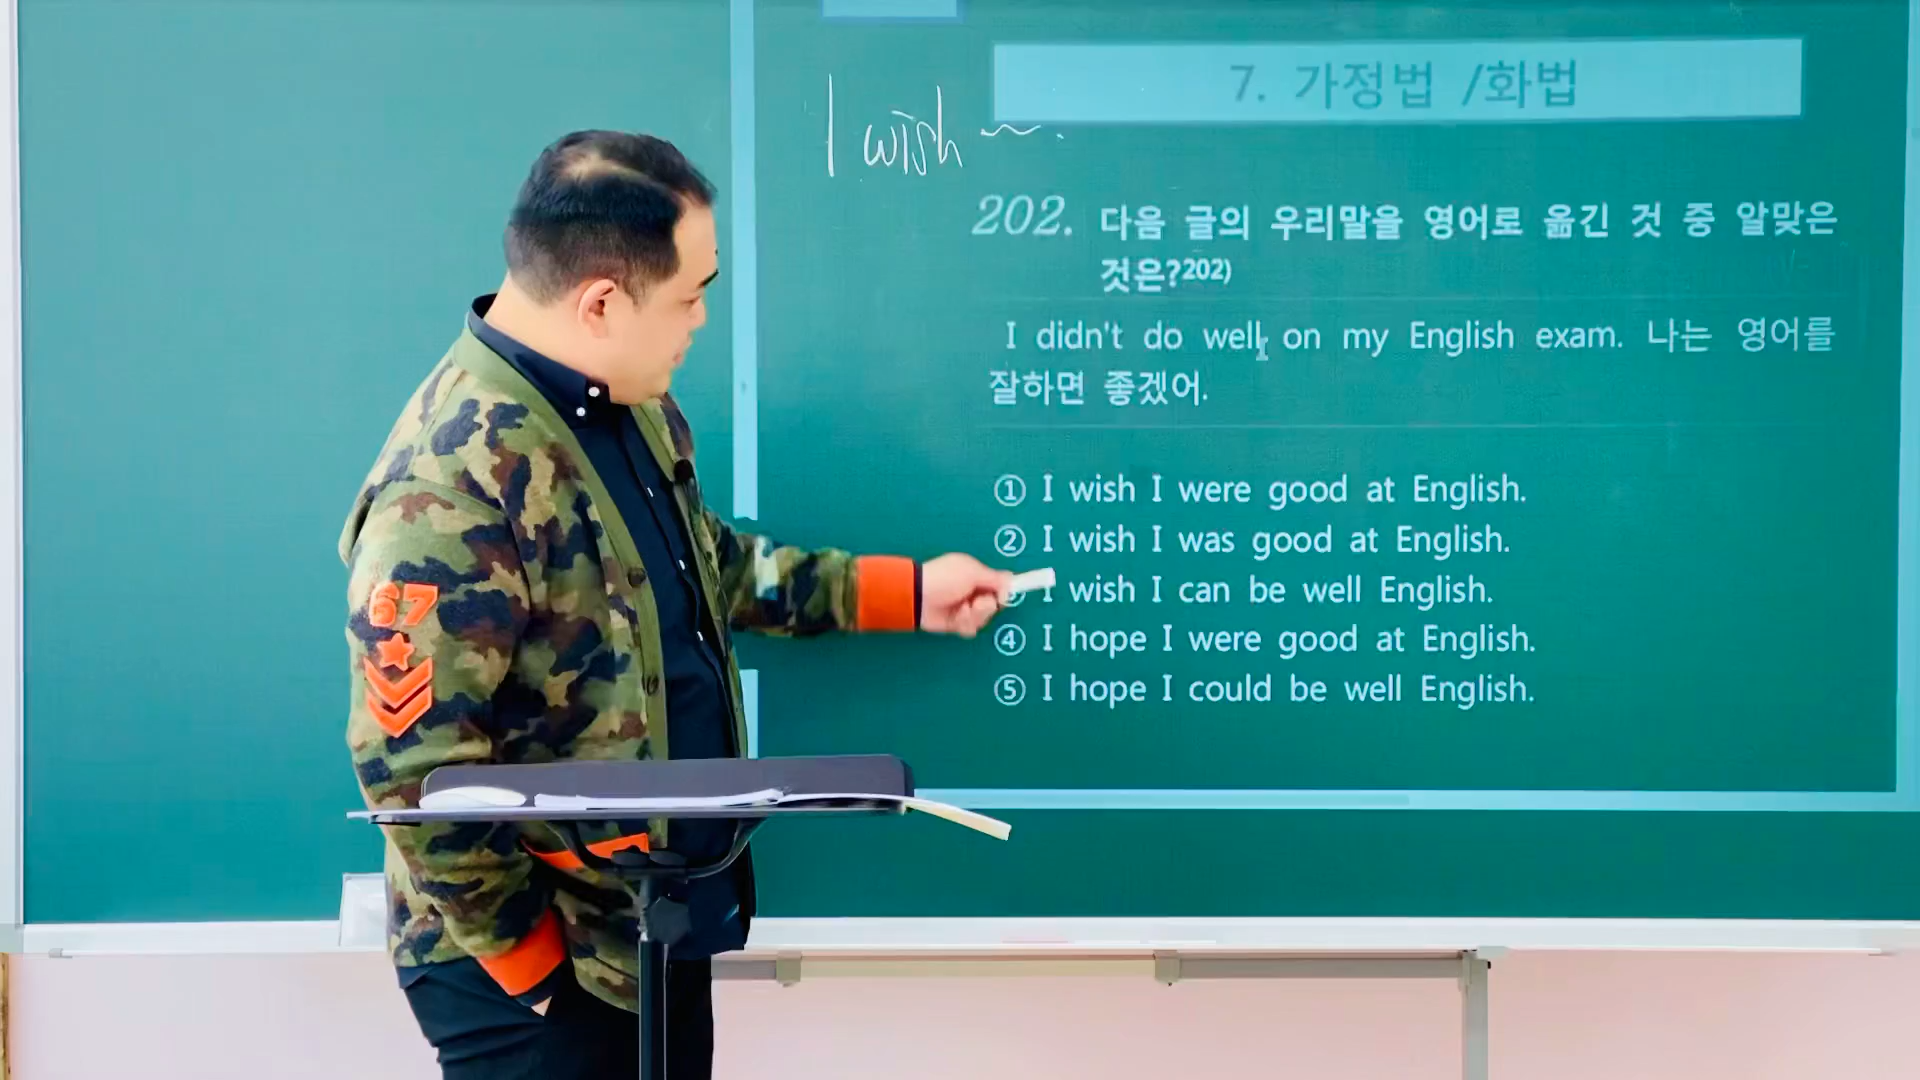 7. 가정법 /화법
I wish ~
202. 다음 글의 우리말을 영어로 옮긴 것 중 알맞은
것은?202)
I didn't do well on my English exam. 나는 영어를
잘하면 좋겠어.
① I wish I were good at English.
② I wish I was good at English.
③ I wish I can be well English.
④ I hope I were good at English.
⑤ I hope I could be well English.
67